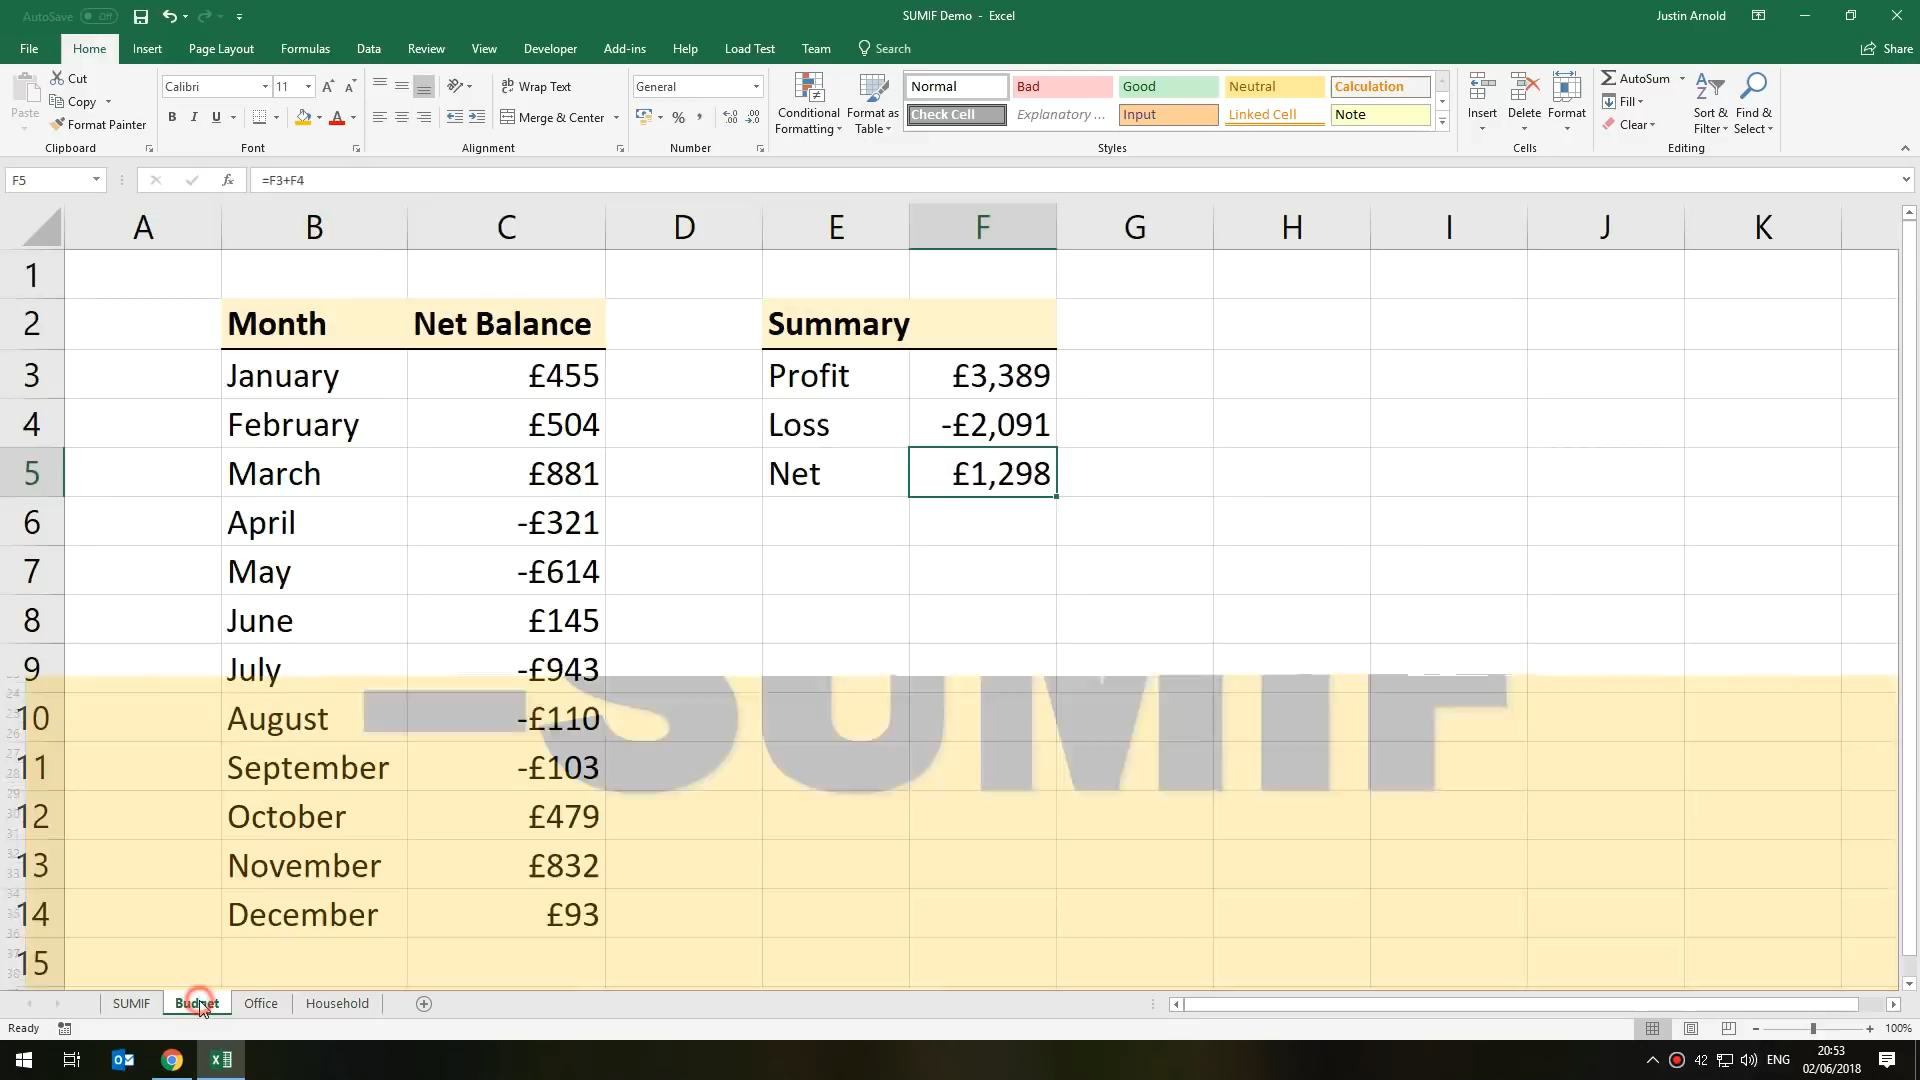 AutoSave Off
SUMIF Demo - Excel
Justin Arnold
File Home Insert Page Layout Formulas Data Review View Developer Add-ins Help Load Test Team Search Share
Paste
Cut
Copy
Format Painter
Clipboard
Calibri 11
B I U
Font
Wrap Text
Merge & Center
Alignment
General
%
Number
Conditional Formatting
Format as Table
Normal Bad Good Neutral Calculation
Check Cell Explanatory ... Input Linked Cell Note
Styles
Insert Delete Format
Cells
AutoSum
Fill
Clear
Sort & Filter
Find & Select
Editing
F5 fx =F3+F4
A B C D E F G H I J K
1
2 Month Net Balance Summary
3 January £455 Profit £3,389
4 February £504 Loss -£2,091
5 March £881 Net £1,298
6 April -£321
7 May -£614
8 June £145
9 July -£943
10 August -£110
11 September -£103
12 October £479
13 November £832
14 December £93
15
SUMIF
SUMIF Budget Office Household
Ready 100%
42 ENG 20:53
02/06/2018